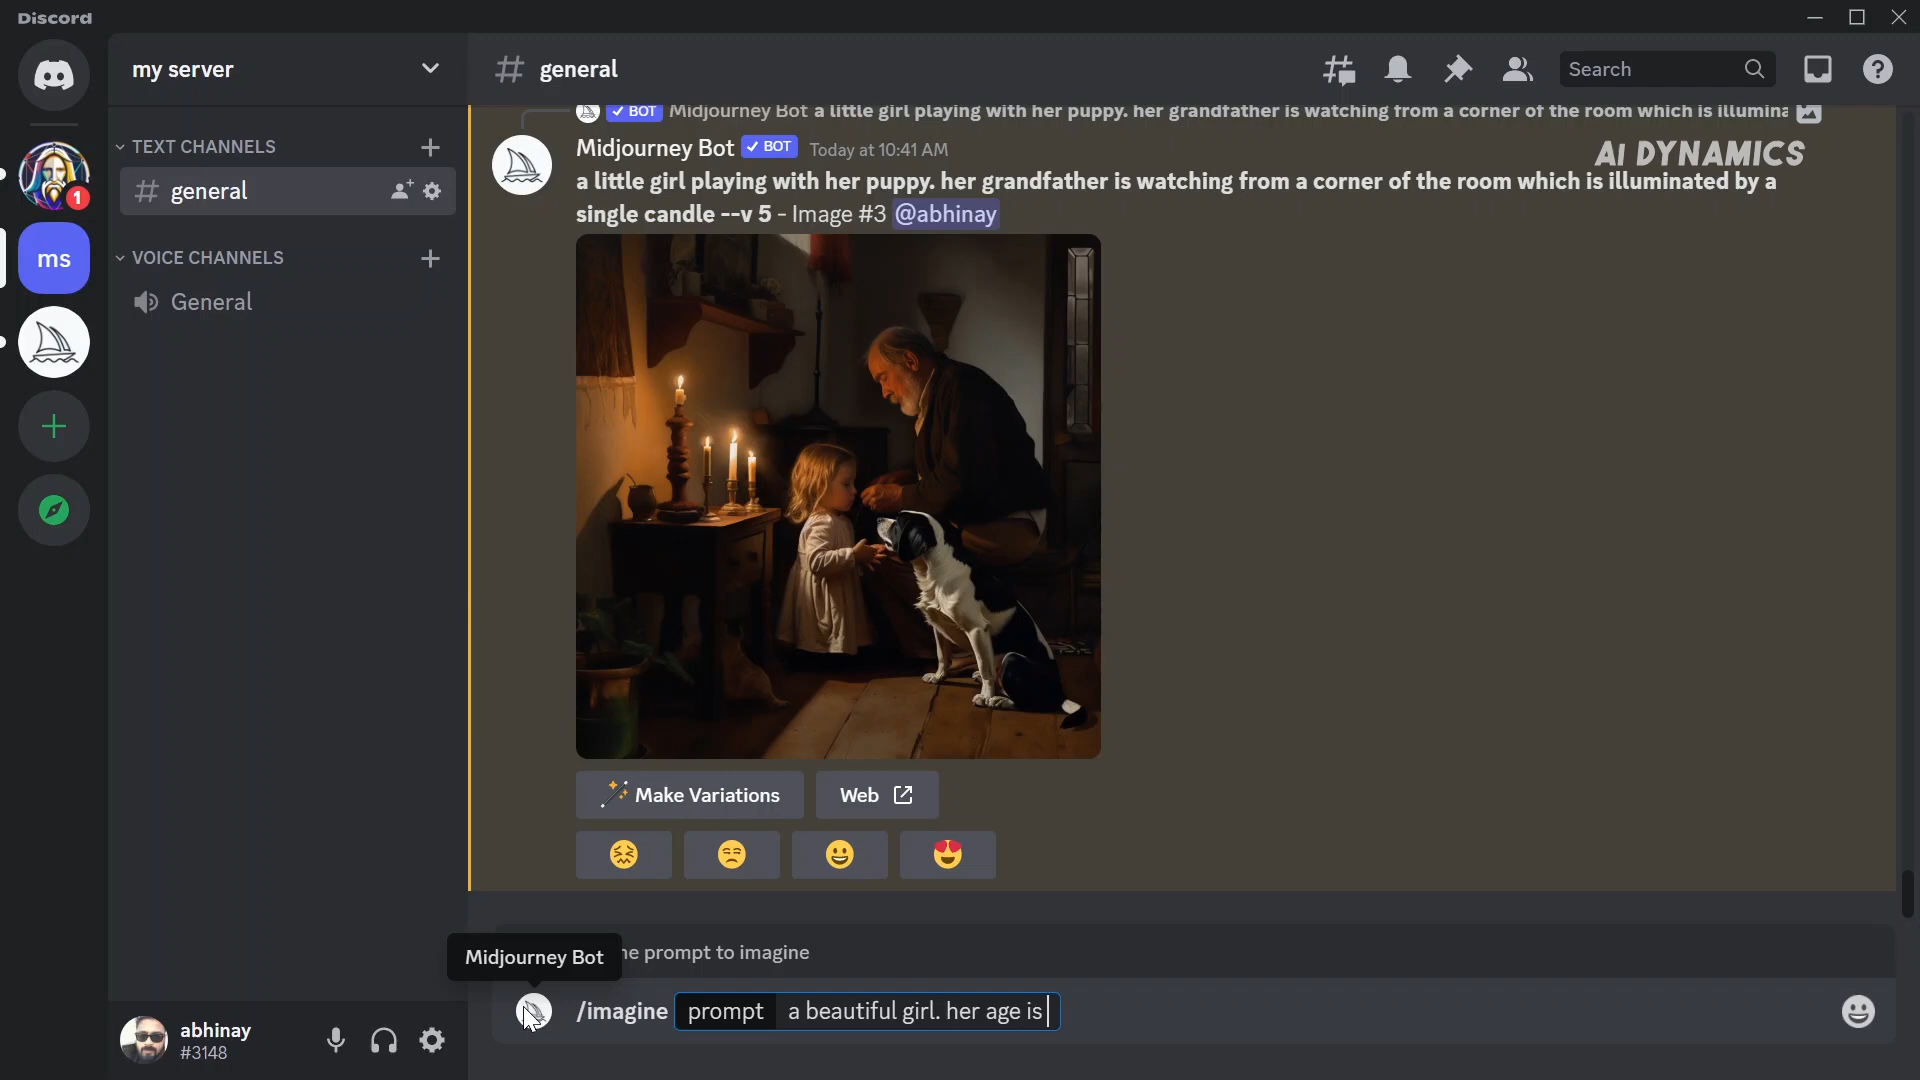 Discord
my server
# general
Search
TEXT CHANNELS
# general
VOICE CHANNELS
General
1
ms
BOT Midjourney Bot a little girl playing with her puppy. her grandfather is watching from a corner of the room which is illumina
Midjourney Bot BOT Today at 10:41 AM
AI DYNAMICS
a little girl playing with her puppy. her grandfather is watching from a corner of the room which is illuminated by a
single candle --v 5 - Image #3 @abhinay
Make Variations
Web
Midjourney Bot
prompt to imagine
/imagine prompt a beautiful girl. her age is
abhinay
#3148